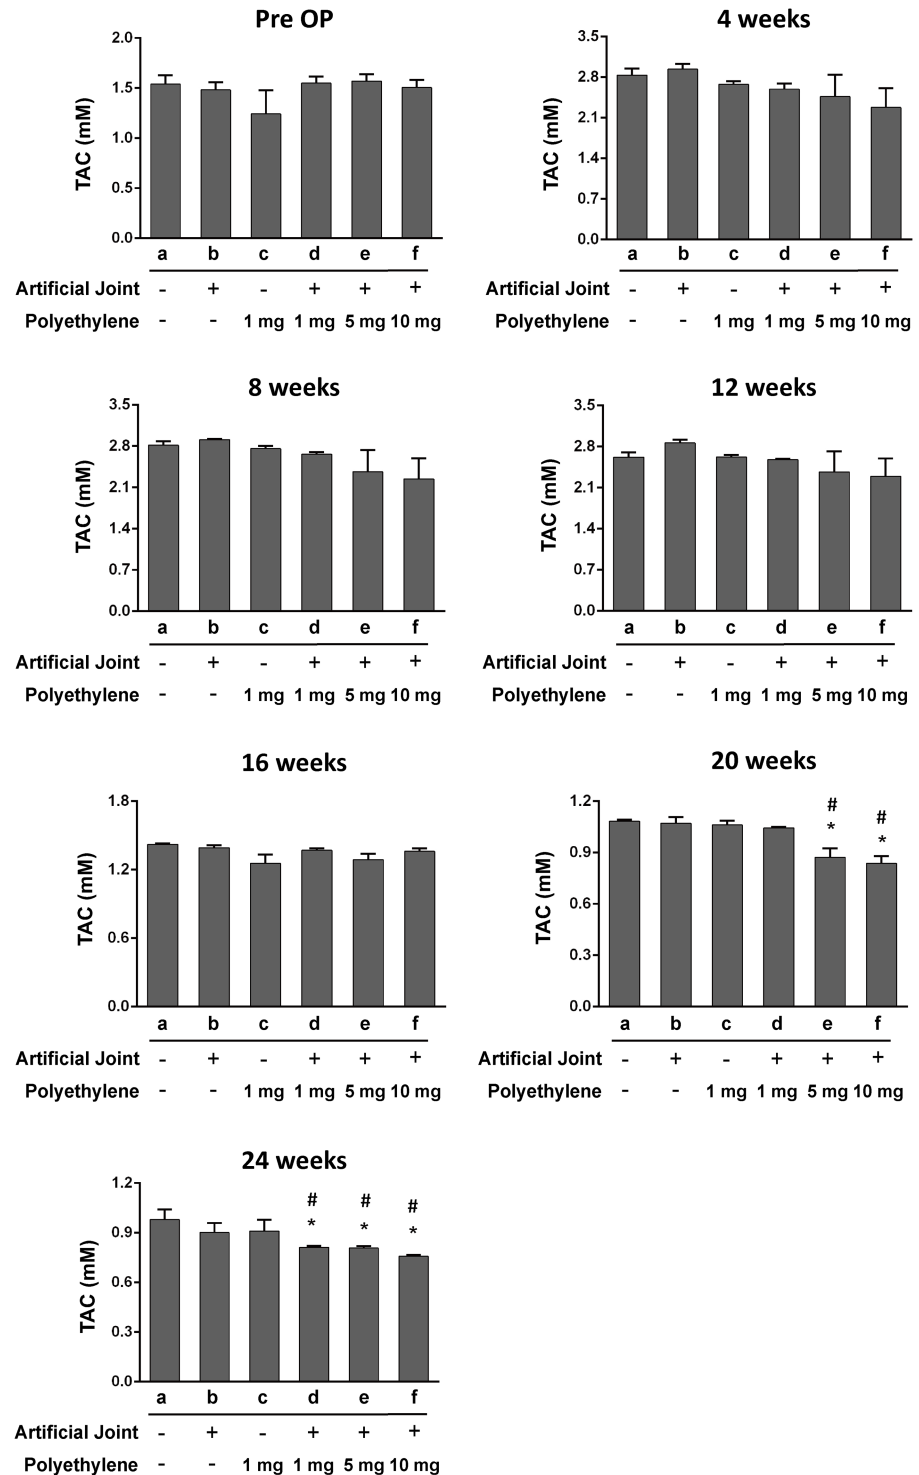 Pre OP
TAC (mM)
2.0
1.5
1.0
0.5
0.0
a b c d e f
Artificial Joint - + - + + +
Polyethylene - - 1 mg 1 mg 5 mg 10 mg
4 weeks
TAC (mM)
3.5
2.8
2.1
1.4
0.7
0.0
a b c d e f
Artificial Joint - + - + + +
Polyethylene - - 1 mg 1 mg 5 mg 10 mg
8 weeks
TAC (mM)
3.5
2.8
2.1
1.4
0.7
0.0
a b c d e f
Artificial Joint - + - + + +
Polyethylene - - 1 mg 1 mg 5 mg 10 mg
12 weeks
TAC (mM)
3.5
2.8
2.1
1.4
0.7
0.0
a b c d e f
Artificial Joint - + - + + +
Polyethylene - - 1 mg 1 mg 5 mg 10 mg
16 weeks
TAC (mM)
1.8
1.2
0.6
0.0
a b c d e f
Artificial Joint - + - + + +
Polyethylene - - 1 mg 1 mg 5 mg 10 mg
20 weeks
TAC (mM)
1.2
0.9
0.6
0.3
0.0
# #
* *
a b c d e f
Artificial Joint - + - + + +
Polyethylene - - 1 mg 1 mg 5 mg 10 mg
24 weeks
TAC (mM)
1.2
0.9
0.6
0.3
0.0
# # #
* * *
a b c d e f
Artificial Joint - + - + + +
Polyethylene - - 1 mg 1 mg 5 mg 10 mg